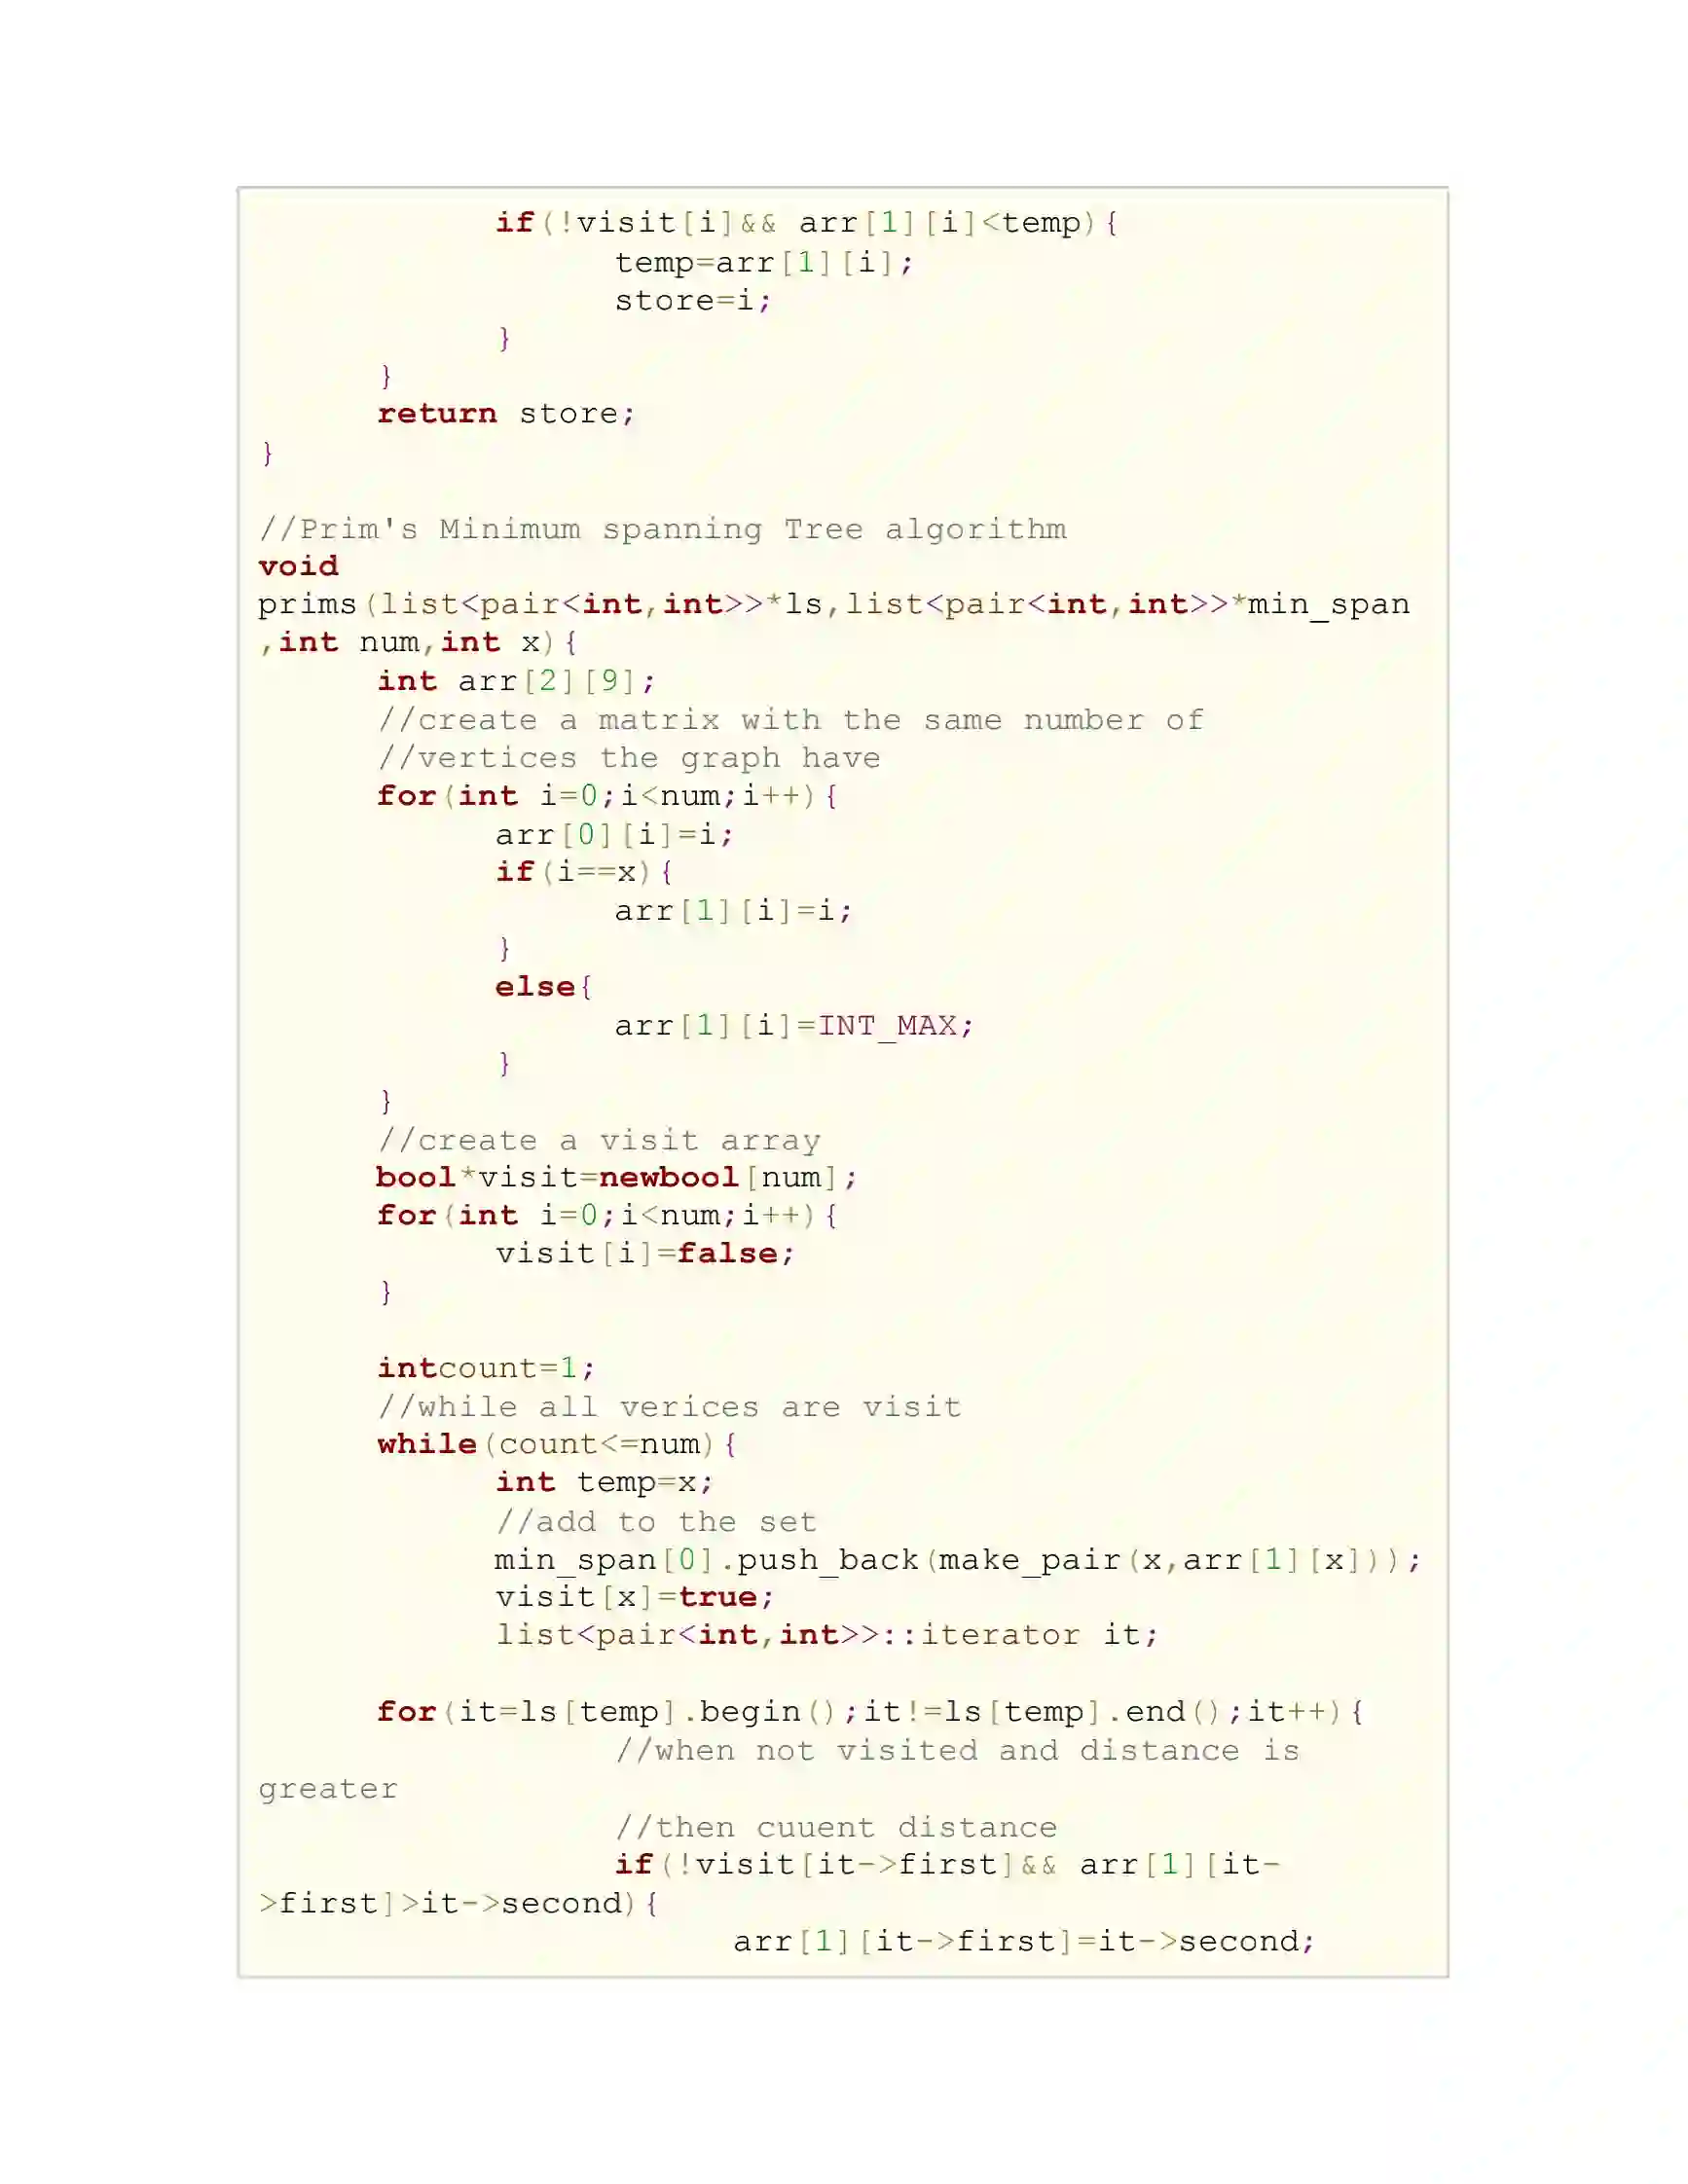 if(!visit[i]&& arr[1][i]<temp){
temp=arr[1][i];
store=i;
}
}
return store;
}
//Prim's Minimum spanning Tree algorithm
void
prims(list<pair<int,int>>*ls,list<pair<int,int>>*min_span
,int num,int x){
int arr[2][9];
//create a matrix with the same number of
//vertices the graph have
for(int i=0;i<num;i++){
arr[0][i]=i;
if(i==x){
arr[1][i]=i;
}
else{
arr[1][i]=INT_MAX;
}
}
//create a visit array
bool*visit=newbool[num];
for(int i=0;i<num;i++){
visit[i]=false;
}
intcount=1;
//while all verices are visit
while(count<=num){
int temp=x;
//add to the set
min_span[0].push_back(make_pair(x,arr[1][x]));
visit[x]=true;
list<pair<int,int>>::iterator it;
for(it=ls[temp].begin();it!=ls[temp].end();it++){
//when not visited and distance is
greater
//then cuuent distance
if(!visit[it->first]&& arr[1][it-
>first]>it->second){
arr[1][it->first]=it->second;